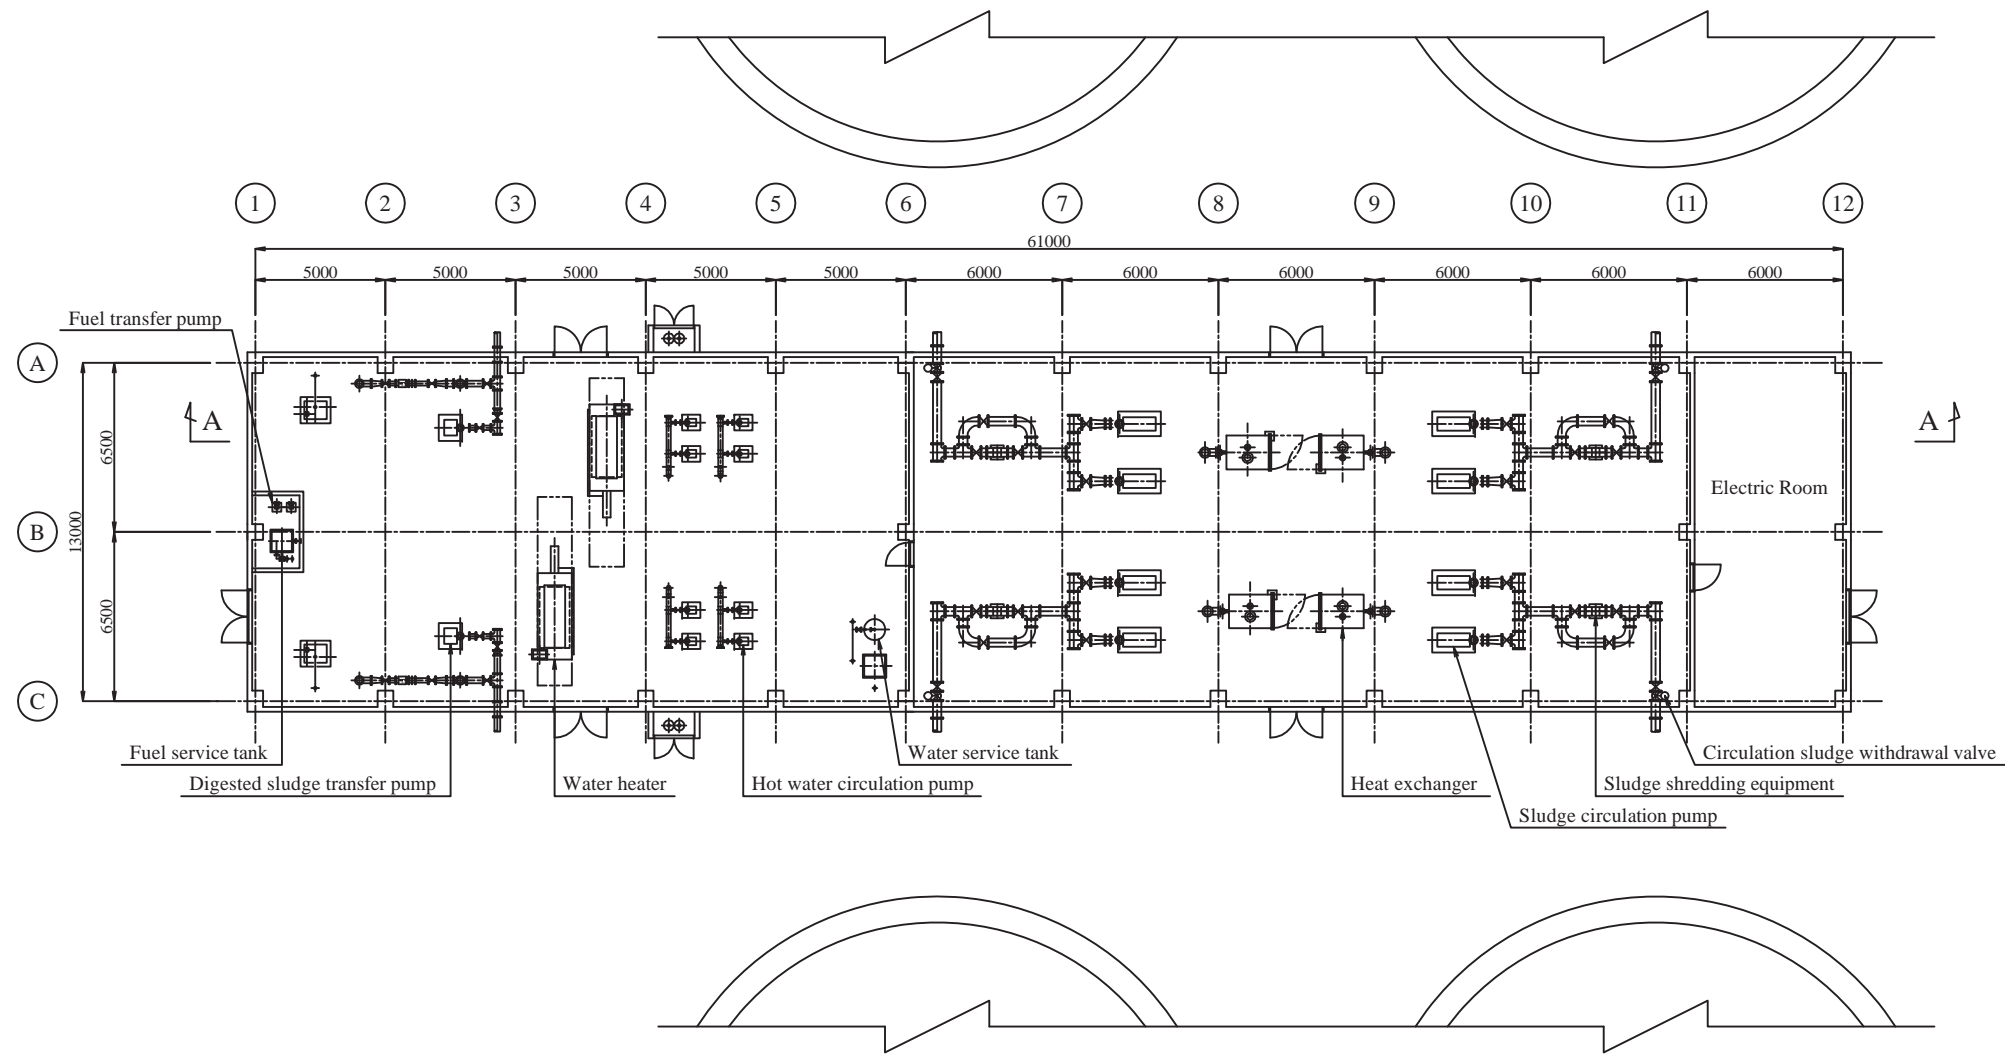 1
2
3
4
5
6
7
8
9
10
11
12
61000
5000
5000
5000
5000
5000
6000
6000
6000
6000
6000
6000
Fuel transfer pump
A
A
A
6500
Electric Room
B
13000
6500
C
Fuel service tank
Water service tank
Circulation sludge withdrawal valve
Digested sludge transfer pump
Water heater
Hot water circulation pump
Heat exchanger
Sludge shredding equipment
Sludge circulation pump